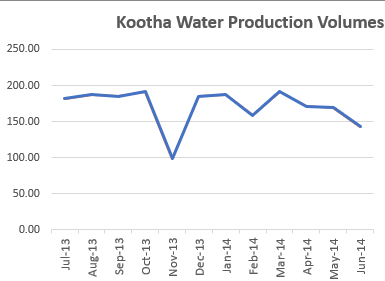 Kootha Water Production Volumes
250.00
200.00
150.00
100.00
50.00
0.00
Jul-13
Aug-13
Sep-13
Oct-13
Nov-13
Dec-13
Jan-14
Feb-14
Mar-14
Apr-14
May-14
Jun-14